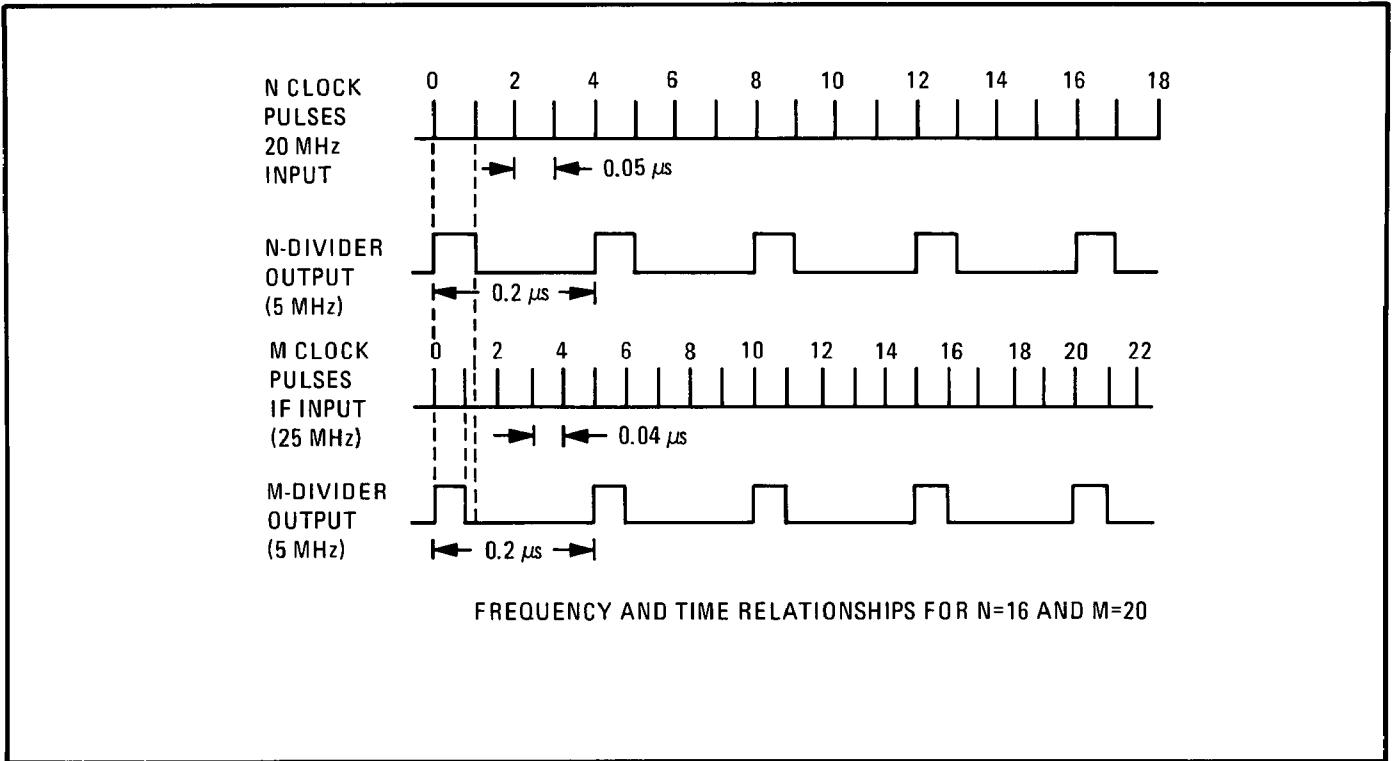 N CLOCK
PULSES
20 MHz
INPUT
0 2 4 6 8 10 12 14 16 18
0.05 μs
N-DIVIDER
OUTPUT
(5 MHz)
0.2 μs
M CLOCK
PULSES
IF INPUT
(25 MHz)
0 2 4 6 8 10 12 14 16 18 20 22
0.04 μs
M-DIVIDER
OUTPUT
(5 MHz)
0.2 μs
FREQUENCY AND TIME RELATIONSHIPS FOR N=16 AND M=20